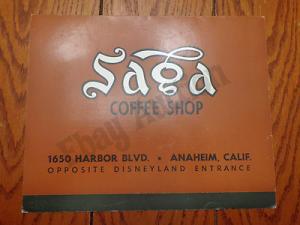 Saga
COFFEE SHOP
1650 HARBOR BLVD. • ANAHEIM, CALIF.
OPPOSITE DISNEYLAND ENTRANCE